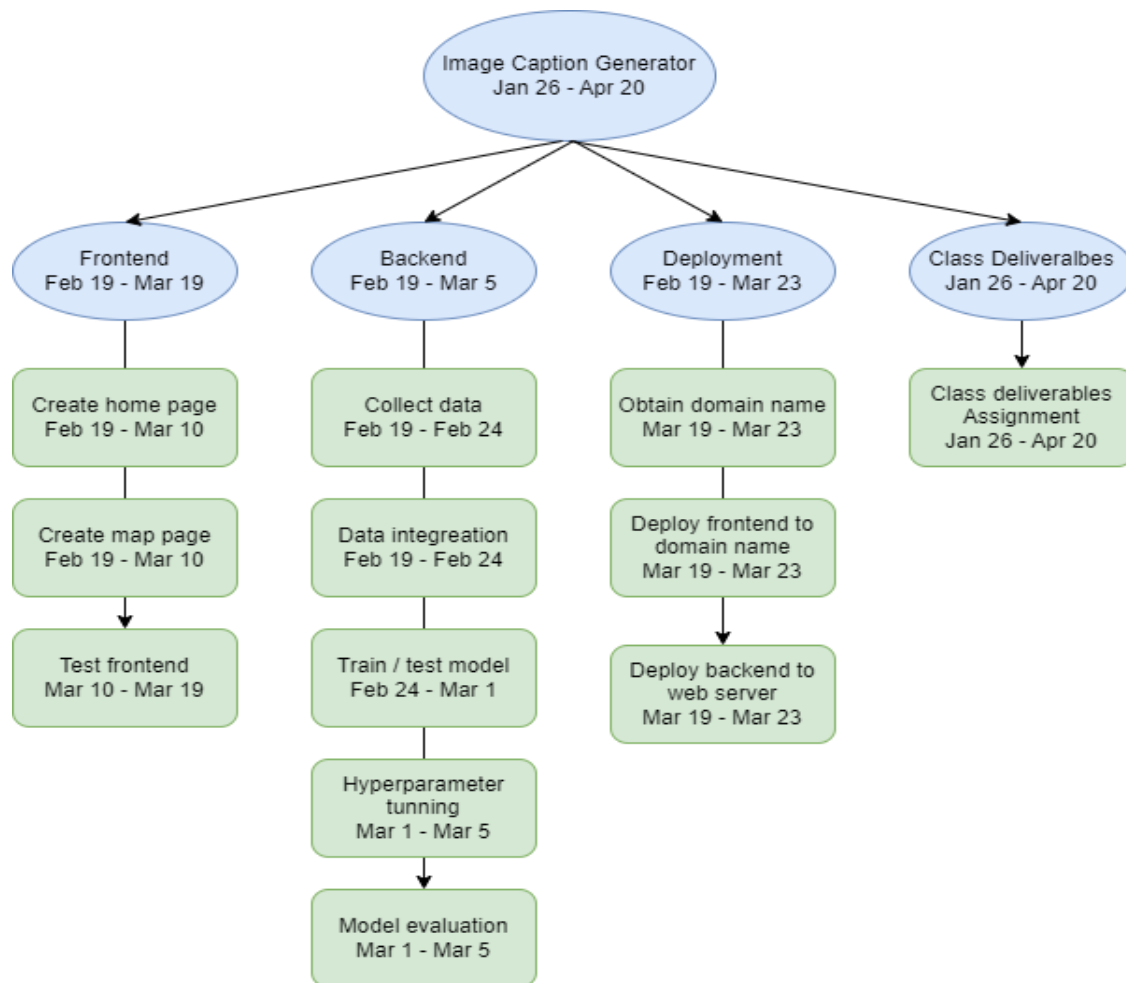 Image Caption Generator
Jan 26 - Apr 20
Frontend
Feb 19 - Mar 19
Backend
Feb 19 - Mar 5
Deployment
Feb 19 - Mar 23
Class Deliveralbes
Jan 26 - Apr 20
Create home page
Feb 19 - Mar 10
Collect data
Feb 19 - Feb 24
Obtain domain name
Mar 19 - Mar 23
Class deliverables
Assignment
Jan 26 - Apr 20
Create map page
Feb 19 - Mar 10
Data integreation
Feb 19 - Feb 24
Deploy frontend to
domain name
Mar 19 - Mar 23
Test frontend
Mar 10 - Mar 19
Train / test model
Feb 24 - Mar 1
Deploy backend to
web server
Mar 19 - Mar 23
Hyperparameter
tunning
Mar 1 - Mar 5
Model evaluation
Mar 1 - Mar 5